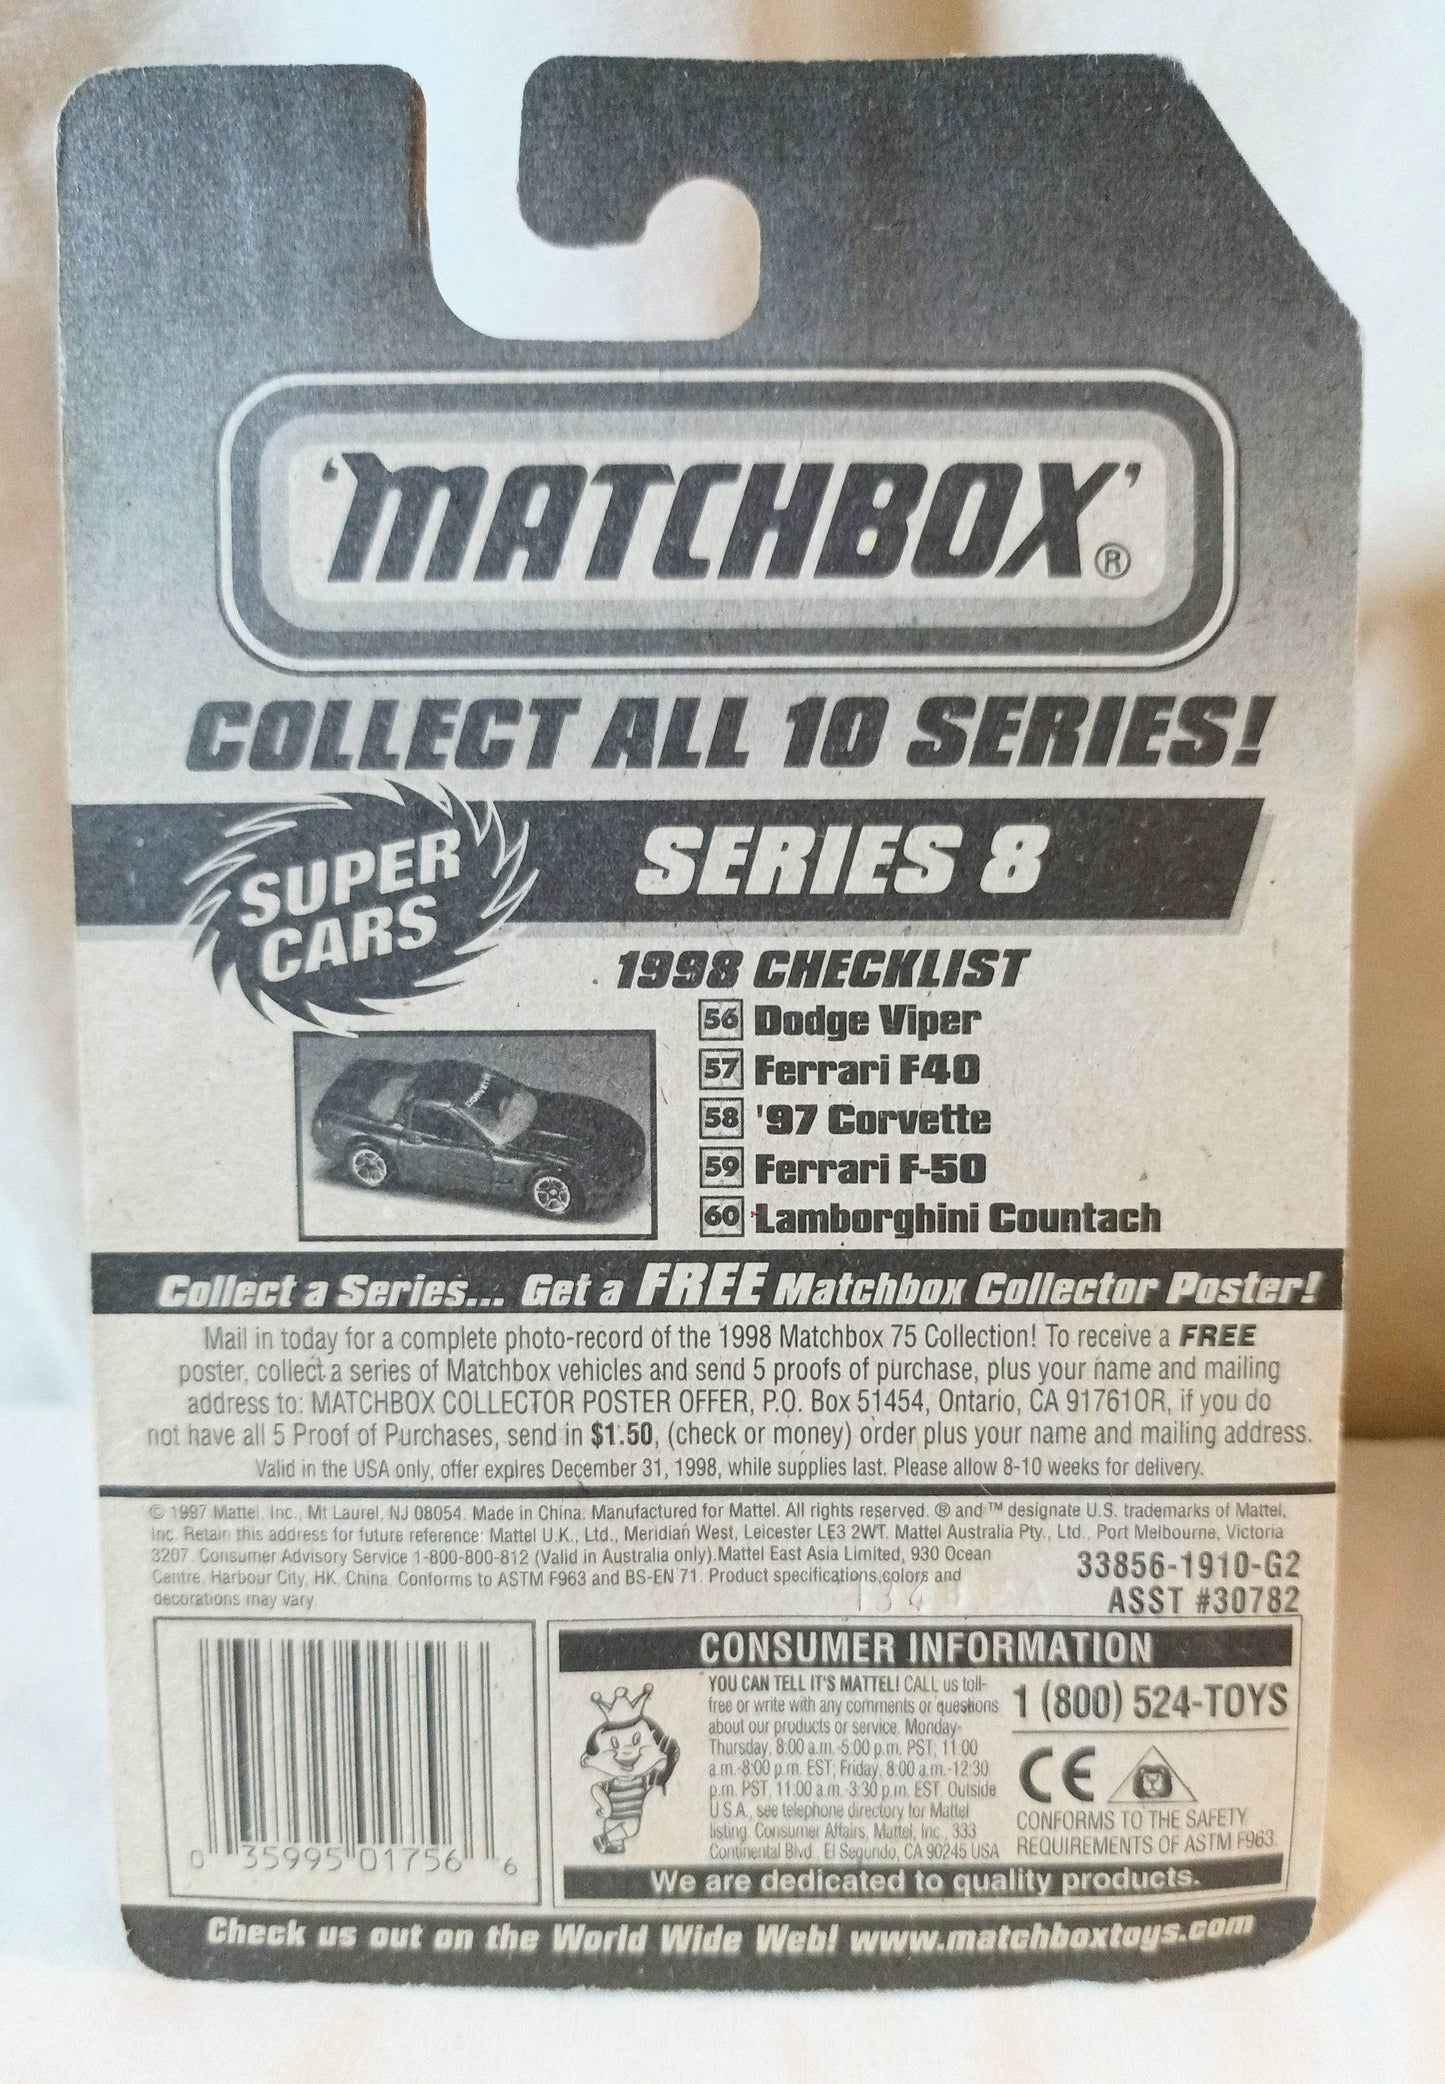 'MATCHBOX'®
COLLECT ALL 10 SERIES!
SUPER
CARS
SERIES 8
1998 CHECKLIST
56 Dodge Viper
57 Ferrari F40
58 '97 Corvette
59 Ferrari F-50
60 Lamborghini Countach
CORVETTE
Collect a Series... Get a FREE Matchbox Collector Poster!
Mail in today for a complete photo-record of the 1998 Matchbox 75 Collection! To receive a FREE
poster, collect a series of Matchbox vehicles and send 5 proofs of purchase, plus your name and mailing
address to: MATCHBOX COLLECTOR POSTER OFFER, P.O. Box 51454, Ontario, CA 91761OR, if you do
not have all 5 Proof of Purchases, send in $1.50, (check or money) order plus your name and mailing address.
Valid in the USA only, offer expires December 31, 1998, while supplies last. Please allow 8-10 weeks for delivery.
© 1997 Mattel, Inc., Mt Laurel, NJ 08054. Made in China. Manufactured for Mattel. All rights reserved. ® and ™ designate U.S. trademarks of Mattel,
Inc. Retain this address for future reference: Mattel U.K., Ltd., Meridian West, Leicester LE3 2WT. Mattel Australia Pty., Ltd., Port Melbourne, Victoria
3207. Consumer Advisory Service 1-800-800-812 (Valid in Australia only).Mattel East Asia Limited, 930 Ocean
Centre, Harbour City, HK, China. Conforms to ASTM F963 and BS-EN 71. Product specifications,colors and
decorations may vary.
33856-1910-G2
ASST #30782
0 35995 01756 6
CONSUMER INFORMATION
YOU CAN TELL IT'S MATTEL! CALL us toll-
free or write with any comments or questions
about our products or service. Monday-
Thursday, 8:00 a.m.-5:00 p.m. PST; 11:00
a.m.-8:00 p.m. EST; Friday, 8:00 a.m.-12:30
p.m. PST, 11:00 a.m.-3:30 p.m. EST. Outside
U.S.A., see telephone directory for Mattel
listing. Consumer Affairs, Mattel, Inc., 333
Continental Blvd., El Segundo, CA 90245 USA
1 (800) 524-TOYS
CE
CONFORMS TO THE SAFETY
REQUIREMENTS OF ASTM F963.
We are dedicated to quality products.
Check us out on the World Wide Web! www.matchboxtoys.com